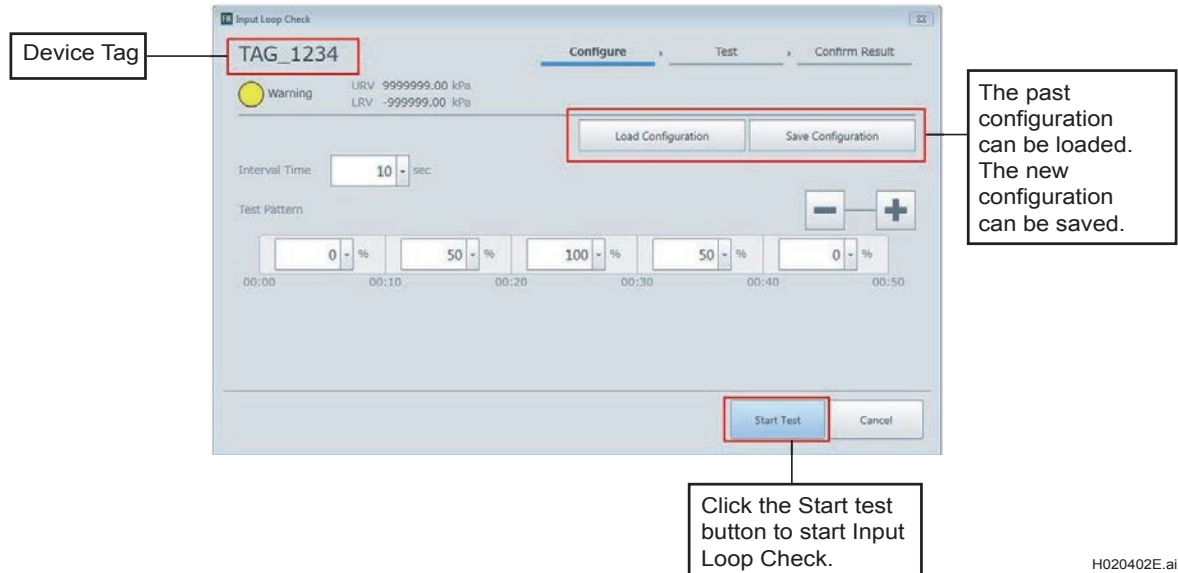 Input Loop Check
Device Tag
TAG_1234
Configure
Test
Confirm Result
Warning
URV 9999999.00 kPa
LRV -999999.00 kPa
Load Configuration
Save Configuration
The past
configuration
can be loaded.
The new
configuration
can be saved.
Interval Time
10 sec
Test Pattern
0 % 50 % 100 % 50 % 0 %
00:00 00:10 00:20 00:30 00:40 00:50
Start Test
Cancel
Click the Start test
button to start Input
Loop Check.
H020402E.ai